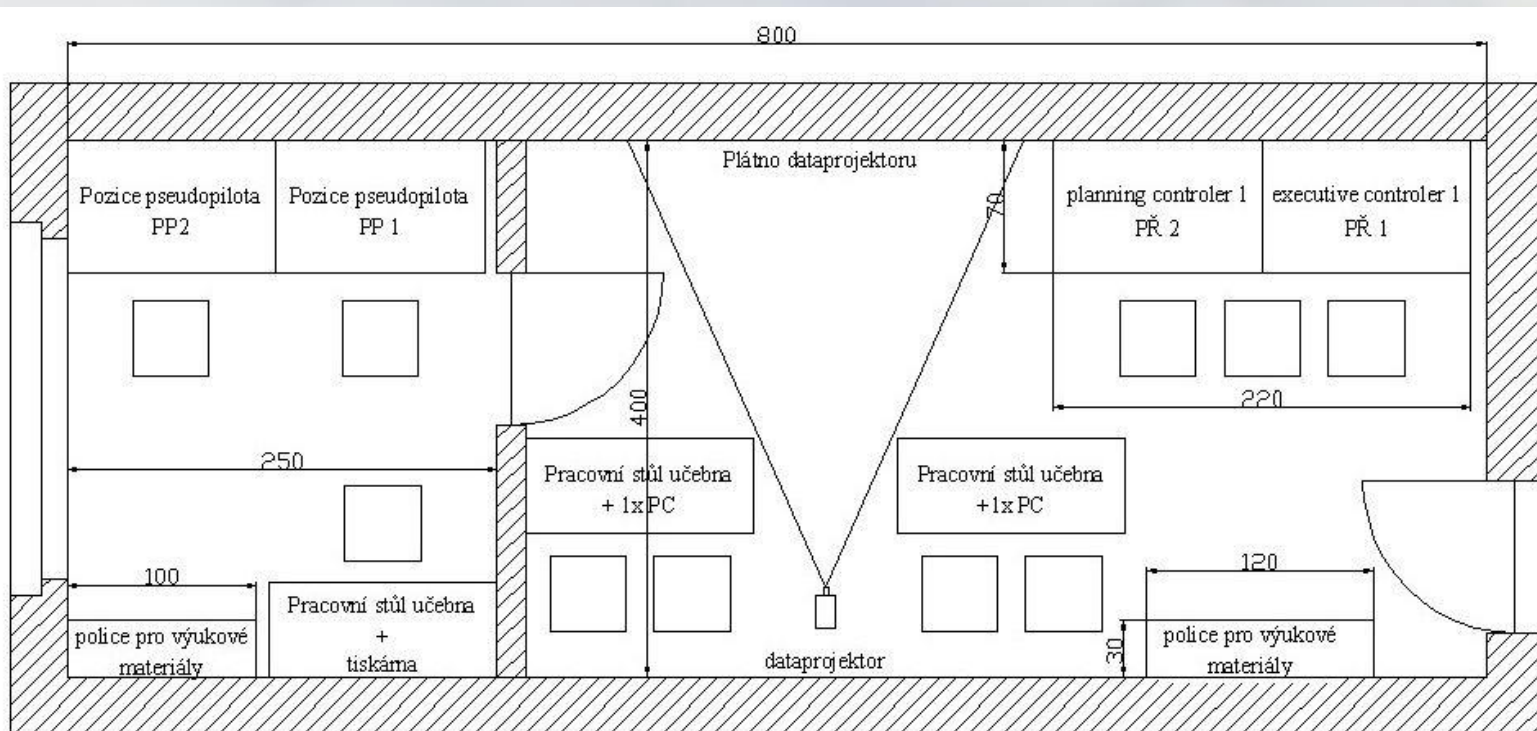 800
Pozice pseudopilota
PP2
Pozice pseudopilota
PP 1
Plátno dataprojektoru
70
planning controler 1
PŘ 2
executive controler 1
PŘ 1
400
220
250
Pracovní stůl učebna
+ 1x PC
Pracovní stůl učebna
+1x PC
100
120
police pro výukové
materiály
Pracovní stůl učebna
+
tiskárna
dataprojektor
30
police pro výukové
materiály